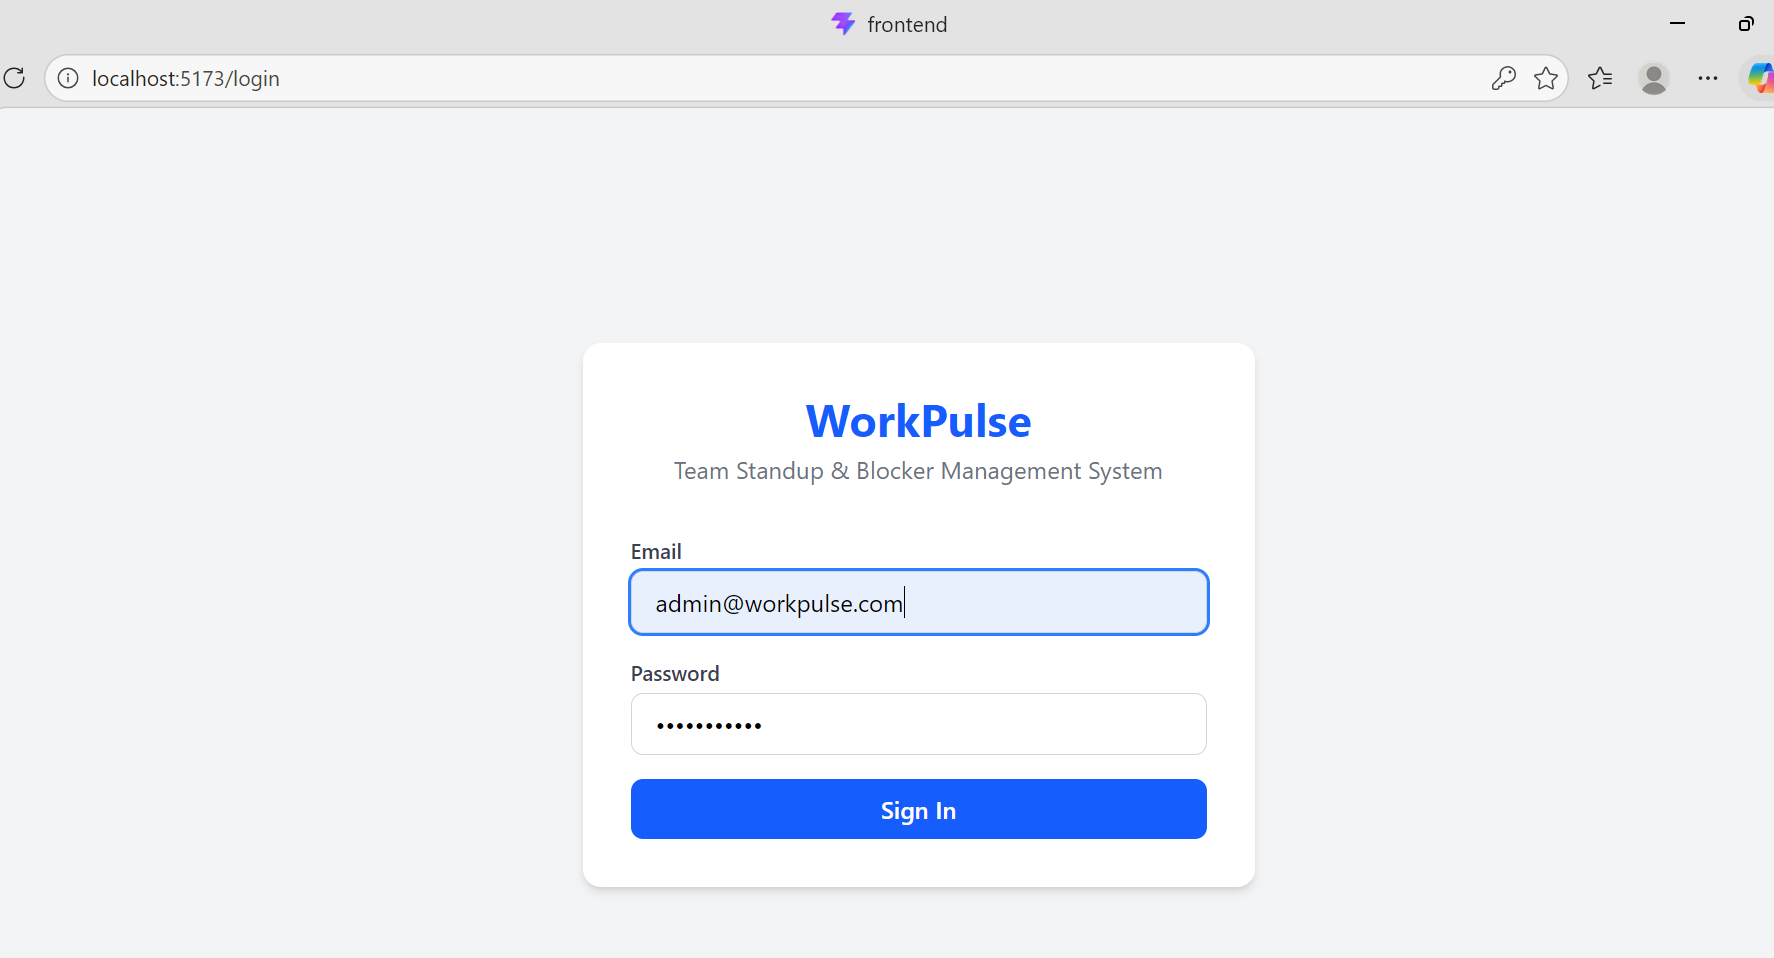 frontend
localhost:5173/login
WorkPulse
Team Standup & Blocker Management System
Email
admin@workpulse.com
Password
•••••••••••
Sign In